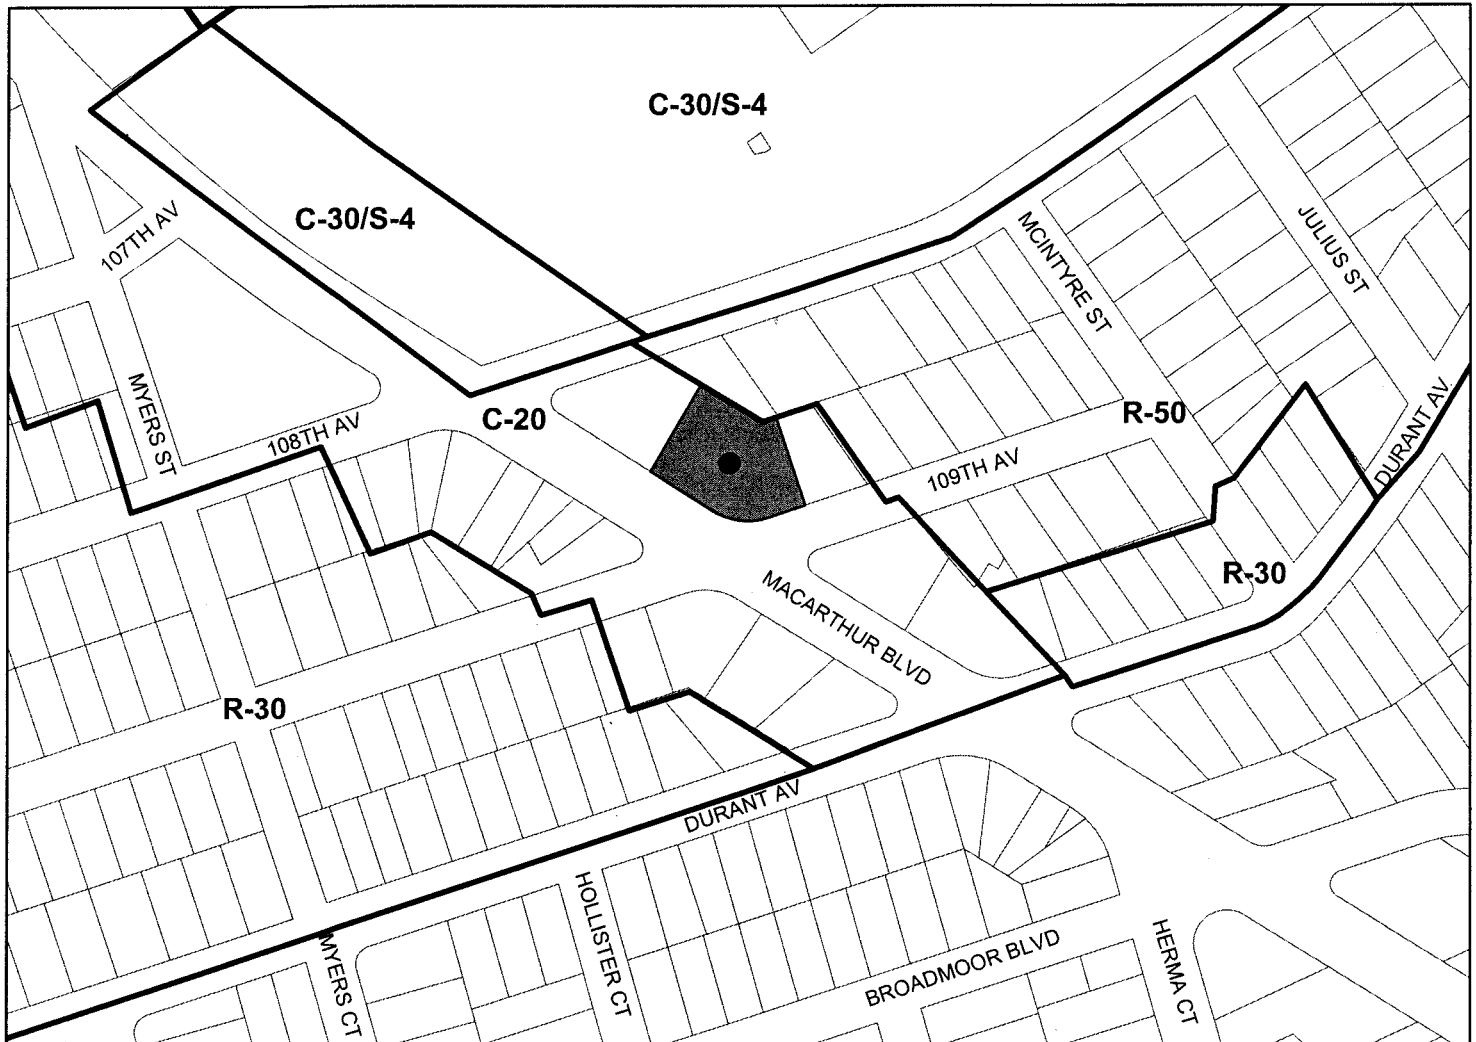 C-30/S-4
C-30/S-4
107TH AV
MCINTYRE ST
JULIUS ST
MYERS ST
108TH AV
C-20
R-50
DURANT AV
109TH AV
R-30
MACARTHUR BLVD
R-30
DURANT AV
HOLLISTER CT
MYERS CT
BROADMOOR BLVD
HERMA CT